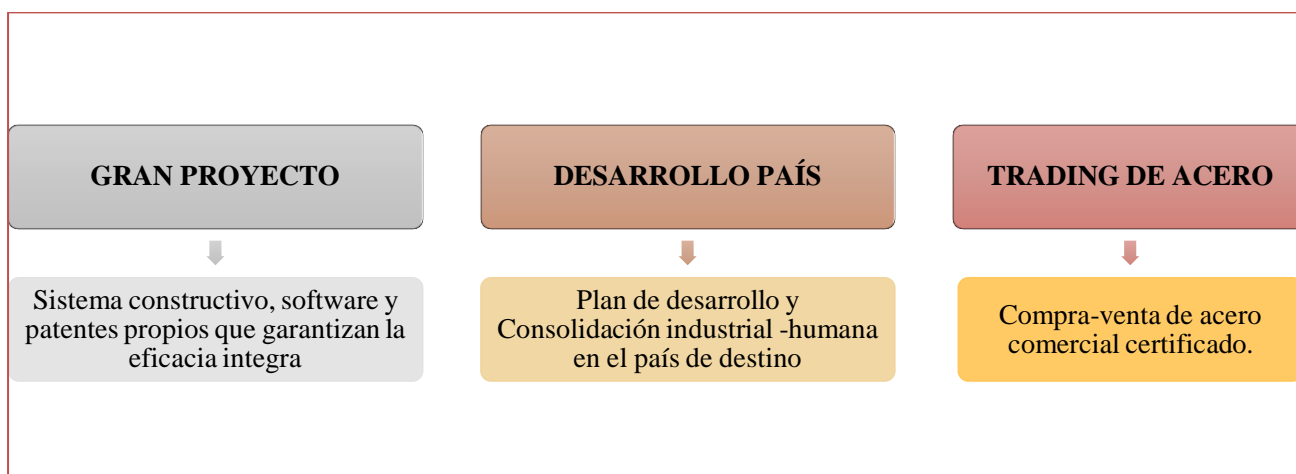 GRAN PROYECTO
Sistema constructivo, software y
patentes propios que garantizan la
eficacia integra
DESARROLLO PAÍS
Plan de desarrollo y
Consolidación industrial -humana
en el país de destino
TRADING DE ACERO
Compra-venta de acero
comercial certificado.